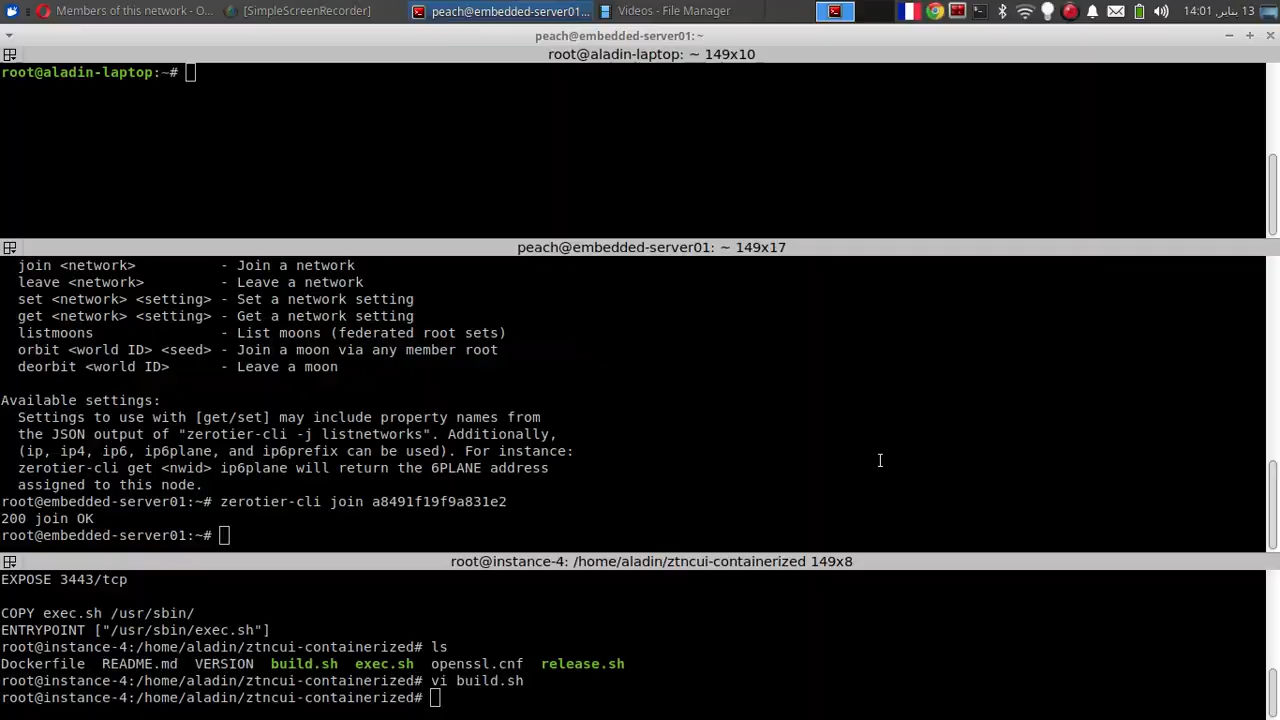 Members of this network - O...
[SimpleScreenRecorder]
peach@embedded-server01:...
Videos - File Manager
13 يناير, 14:01
peach@embedded-server01:~
root@aladin-laptop: ~ 149x10
root@aladin-laptop:~#
peach@embedded-server01: ~ 149x17
join <network>          - Join a network
leave <network>         - Leave a network
set <network> <setting> - Set a network setting
get <network> <setting> - Get a network setting
listmoons               - List moons (federated root sets)
orbit <world ID> <seed> - Join a moon via any member root
deorbit <world ID>      - Leave a moon
Available settings:
Settings to use with [get/set] may include property names from
the JSON output of "zerotier-cli -j listnetworks". Additionally,
(ip, ip4, ip6, ip6plane, and ip6prefix can be used). For instance:
zerotier-cli get <nwid> ip6plane will return the 6PLANE address
assigned to this node.
root@embedded-server01:~# zerotier-cli join a8491f19f9a831e2
200 join OK
root@embedded-server01:~#
root@instance-4: /home/aladin/ztncui-containerized 149x8
EXPOSE 3443/tcp
COPY exec.sh /usr/sbin/
ENTRYPOINT ["/usr/sbin/exec.sh"]
root@instance-4:/home/aladin/ztncui-containerized# ls
Dockerfile  README.md  VERSION  build.sh  exec.sh  openssl.cnf  release.sh
root@instance-4:/home/aladin/ztncui-containerized# vi build.sh
root@instance-4:/home/aladin/ztncui-containerized#